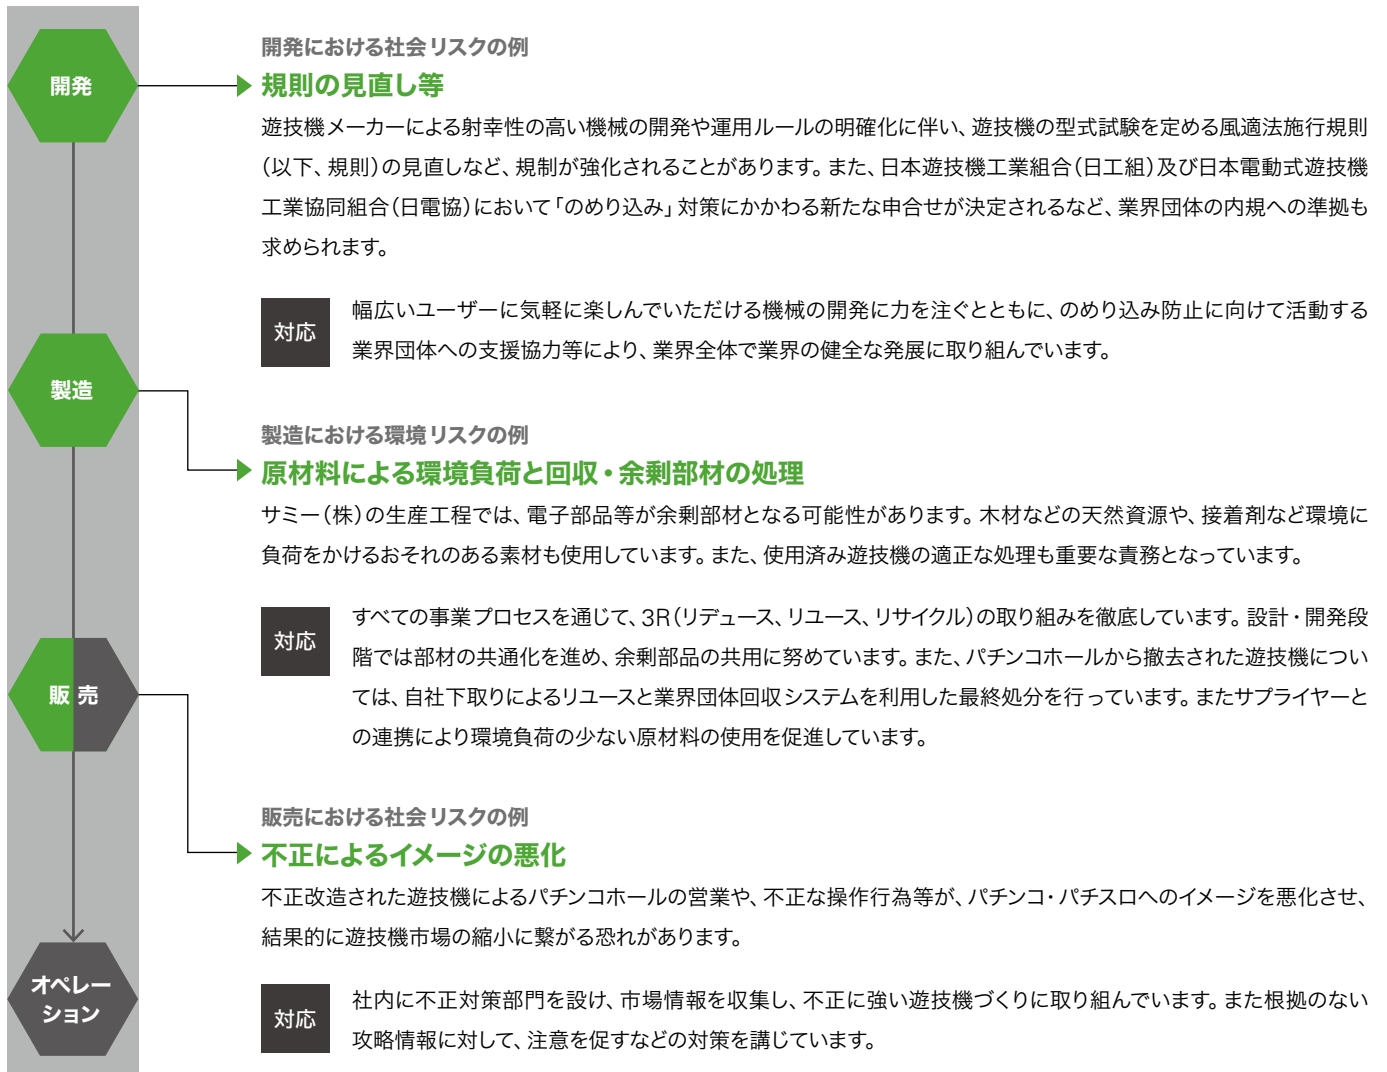 開発
開発における社会リスクの例
規則の見直し等
遊技機メーカーによる射幸性の高い機械の開発や運用ルールの明確化に伴い、遊技機の型式試験を定める風適法施行規則
（以下、規則）の見直しなど、規制が強化されることがあります。また、日本遊技機工業組合（日工組）及び日本電動式遊技機
工業協同組合（日電協）において「のめり込み」対策にかかわる新たな申合せが決定されるなど、業界団体の内規への準拠も
求められます。
対応
幅広いユーザーに気軽に楽しんでいただける機械の開発に力を注ぐとともに、のめり込み防止に向けて活動する
業界団体への支援協力等により、業界全体で業界の健全な発展に取り組んでいます。
製造
製造における環境リスクの例
原材料による環境負荷と回収・余剰部材の処理
サミー（株）の生産工程では、電子部品等が余剰部材となる可能性があります。木材などの天然資源や、接着剤など環境に
負荷をかけるおそれのある素材も使用しています。また、使用済み遊技機の適正な処理も重要な責務となっています。
対応
すべての事業プロセスを通じて、3R（リデュース、リユース、リサイクル）の取り組みを徹底しています。設計・開発段
階では部材の共通化を進め、余剰部品の共用に努めています。また、パチンコホールから撤去された遊技機につい
ては、自社下取りによるリユースと業界団体回収システムを利用した最終処分を行っています。またサプライヤーと
の連携により環境負荷の少ない原材料の使用を促進しています。
販売
販売における社会リスクの例
不正によるイメージの悪化
不正改造された遊技機によるパチンコホールの営業や、不正な操作行為等が、パチンコ・パチスロへのイメージを悪化させ、
結果的に遊技機市場の縮小に繋がる恐れがあります。
対応
社内に不正対策部門を設け、市場情報を収集し、不正に強い遊技機づくりに取り組んでいます。また根拠のない
攻略情報に対して、注意を促すなどの対策を講じています。
オペレー
ション